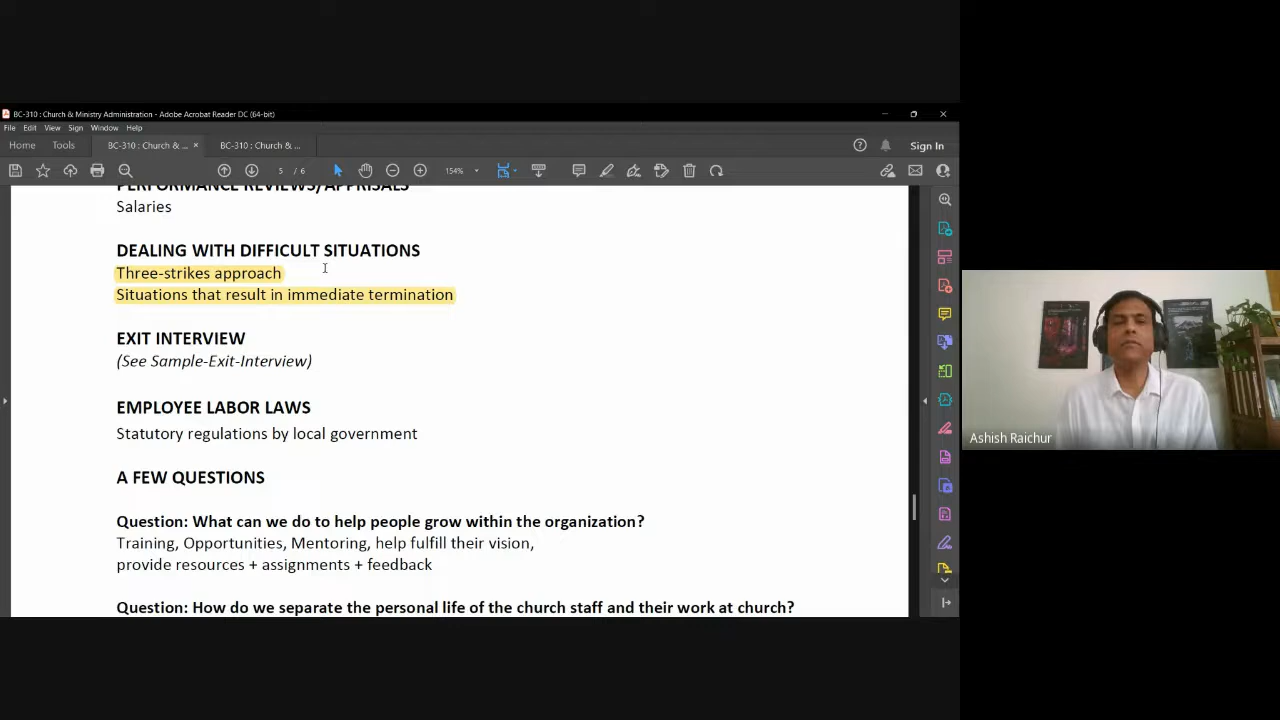 BC-310 : Church & Ministry Administration - Adobe Acrobat Reader DC (64-bit)
File Edit View Sign Window Help
Home Tools BC-310 : Church & ... × BC-310 : Church & ... Sign In
5 / 6 154%
PERFORMANCE REVIEWS/APPRISALS
Salaries
DEALING WITH DIFFICULT SITUATIONS
Three-strikes approach
Situations that result in immediate termination
EXIT INTERVIEW
(See Sample-Exit-Interview)
EMPLOYEE LABOR LAWS
Statutory regulations by local government
A FEW QUESTIONS
Question: What can we do to help people grow within the organization?
Training, Opportunities, Mentoring, help fulfill their vision,
provide resources + assignments + feedback
Question: How do we separate the personal life of the church staff and their work at church?
Ashish Raichur